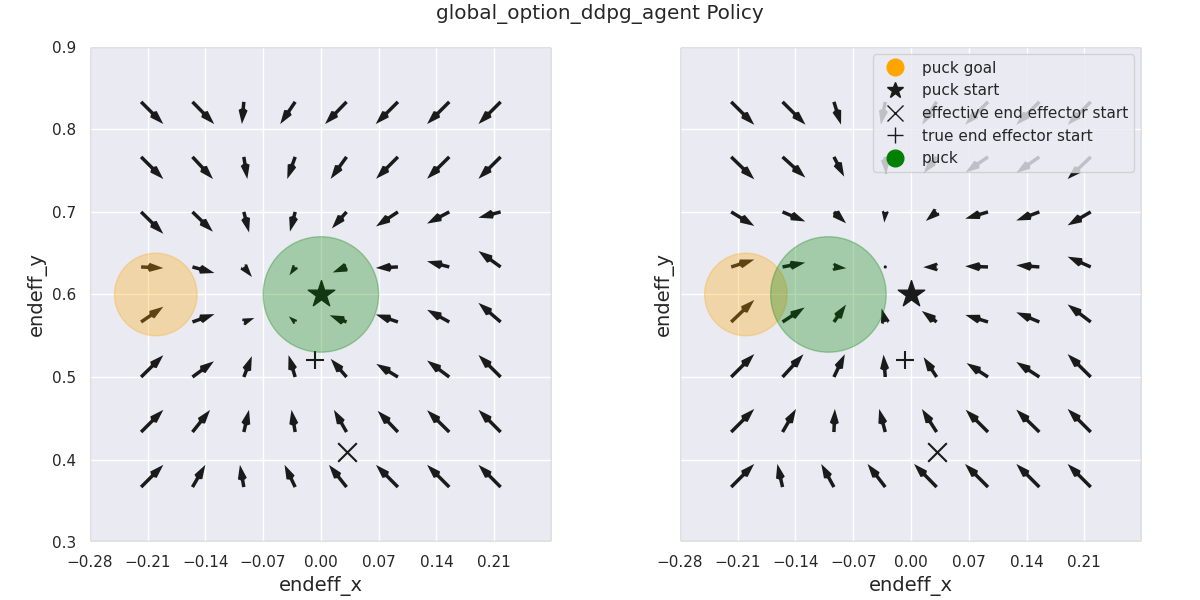 global_option_ddpg_agent Policy
0.9
0.8
0.7
0.6
0.5
0.4
0.3
endeff_y
−0.28 −0.21 −0.14 −0.07 0.00 0.07 0.14 0.21
endeff_x
puck goal
puck start
effective end effector start
true end effector start
puck
endeff_y
−0.28 −0.21 −0.14 −0.07 0.00 0.07 0.14 0.21
endeff_x